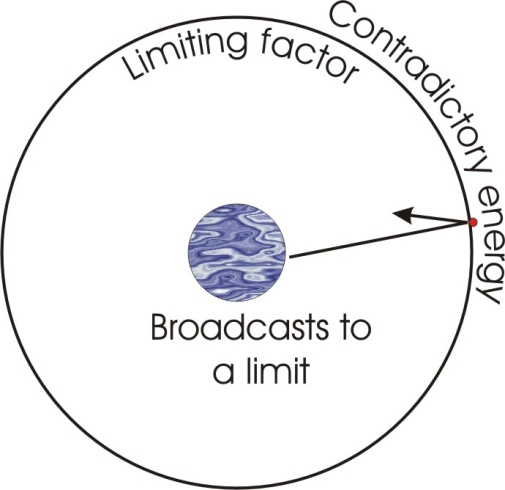 Limiting factor
Contradictory energy
Broadcasts to
a limit